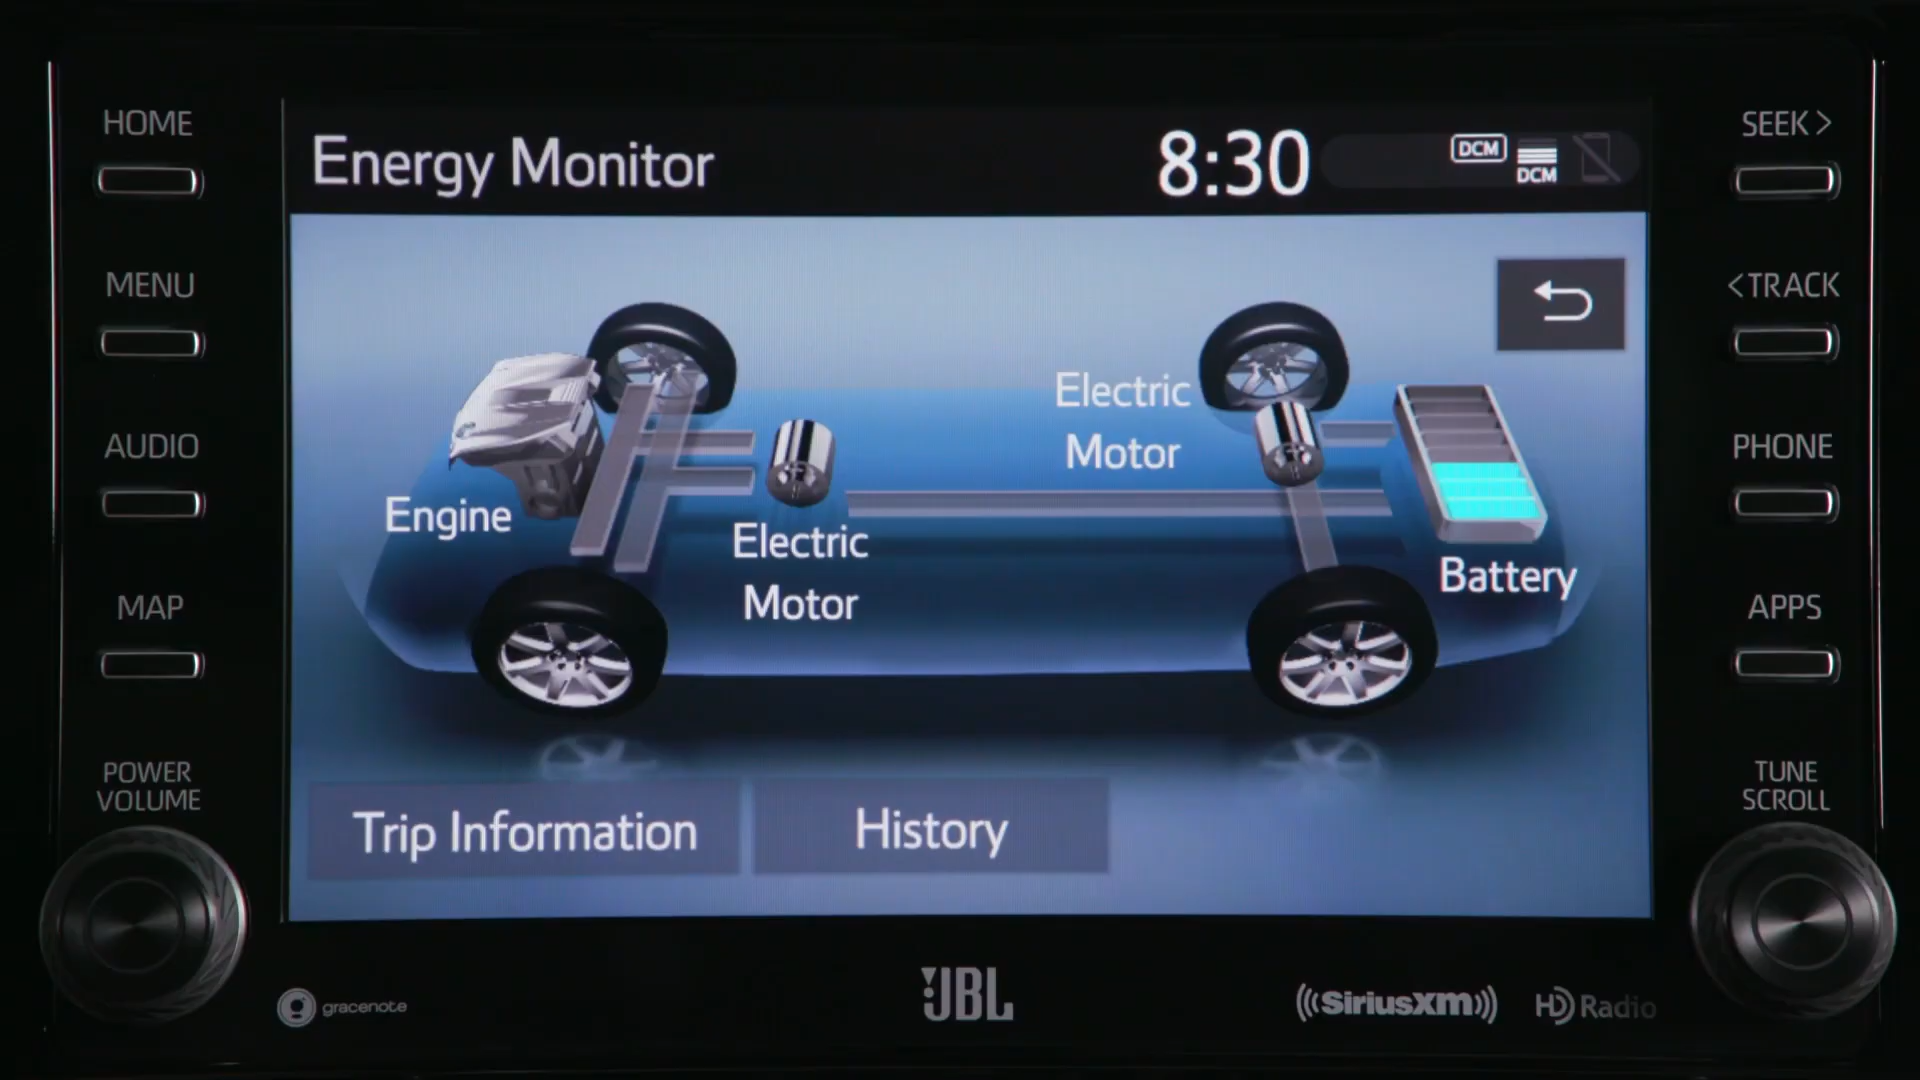 HOME
SEEK>
Energy Monitor
8:30
DCM
DCM
MENU
<TRACK
AUDIO
Electric
Motor
PHONE
Engine
Electric
Motor
Battery
MAP
APPS
POWER
VOLUME
TUNE
SCROLL
Trip Information
History
gracenote
JBL
SiriusXM
HD Radio